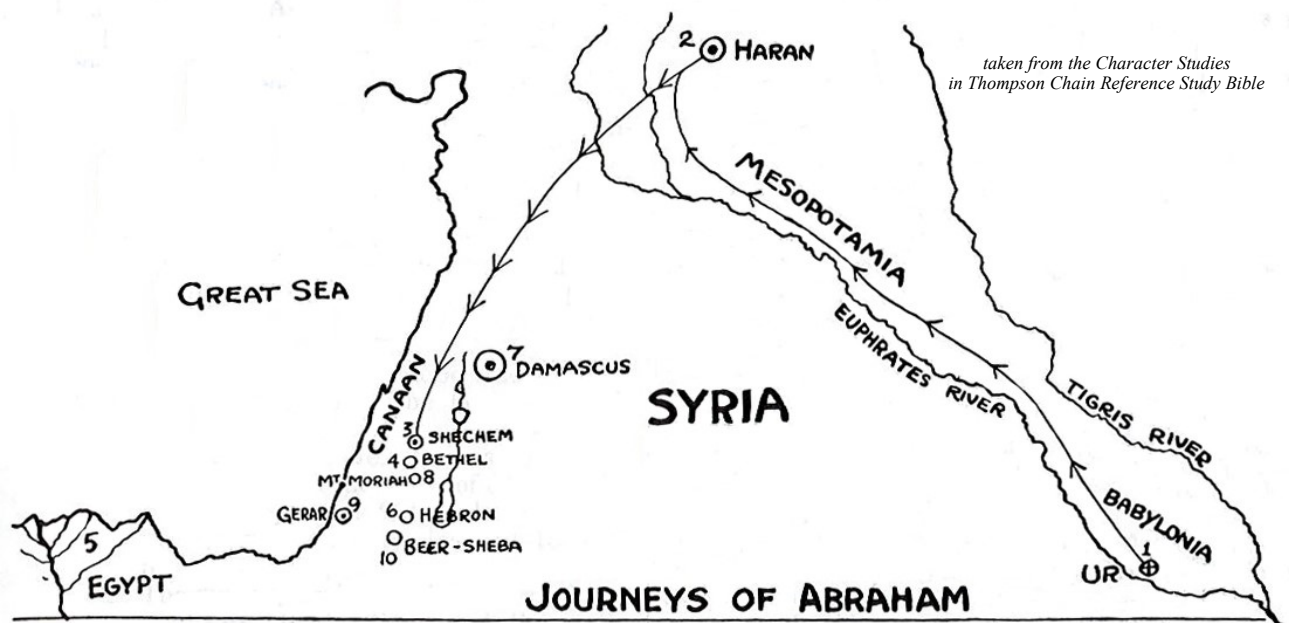 2 HARAN
taken from the Character Studies
in Thompson Chain Reference Study Bible
MESOPOTAMIA
GREAT SEA
EUPHRATES RIVER
TIGRIS RIVER
7 DAMASCUS
SYRIA
CANAAN
3 SHECHEM
4 BETHEL
MT. MORIAH 8
GERAR 9
6 HEBRON
BEER-SHEBA
10
5
EGYPT
BABYLONIA
1
UR
JOURNEYS OF ABRAHAM